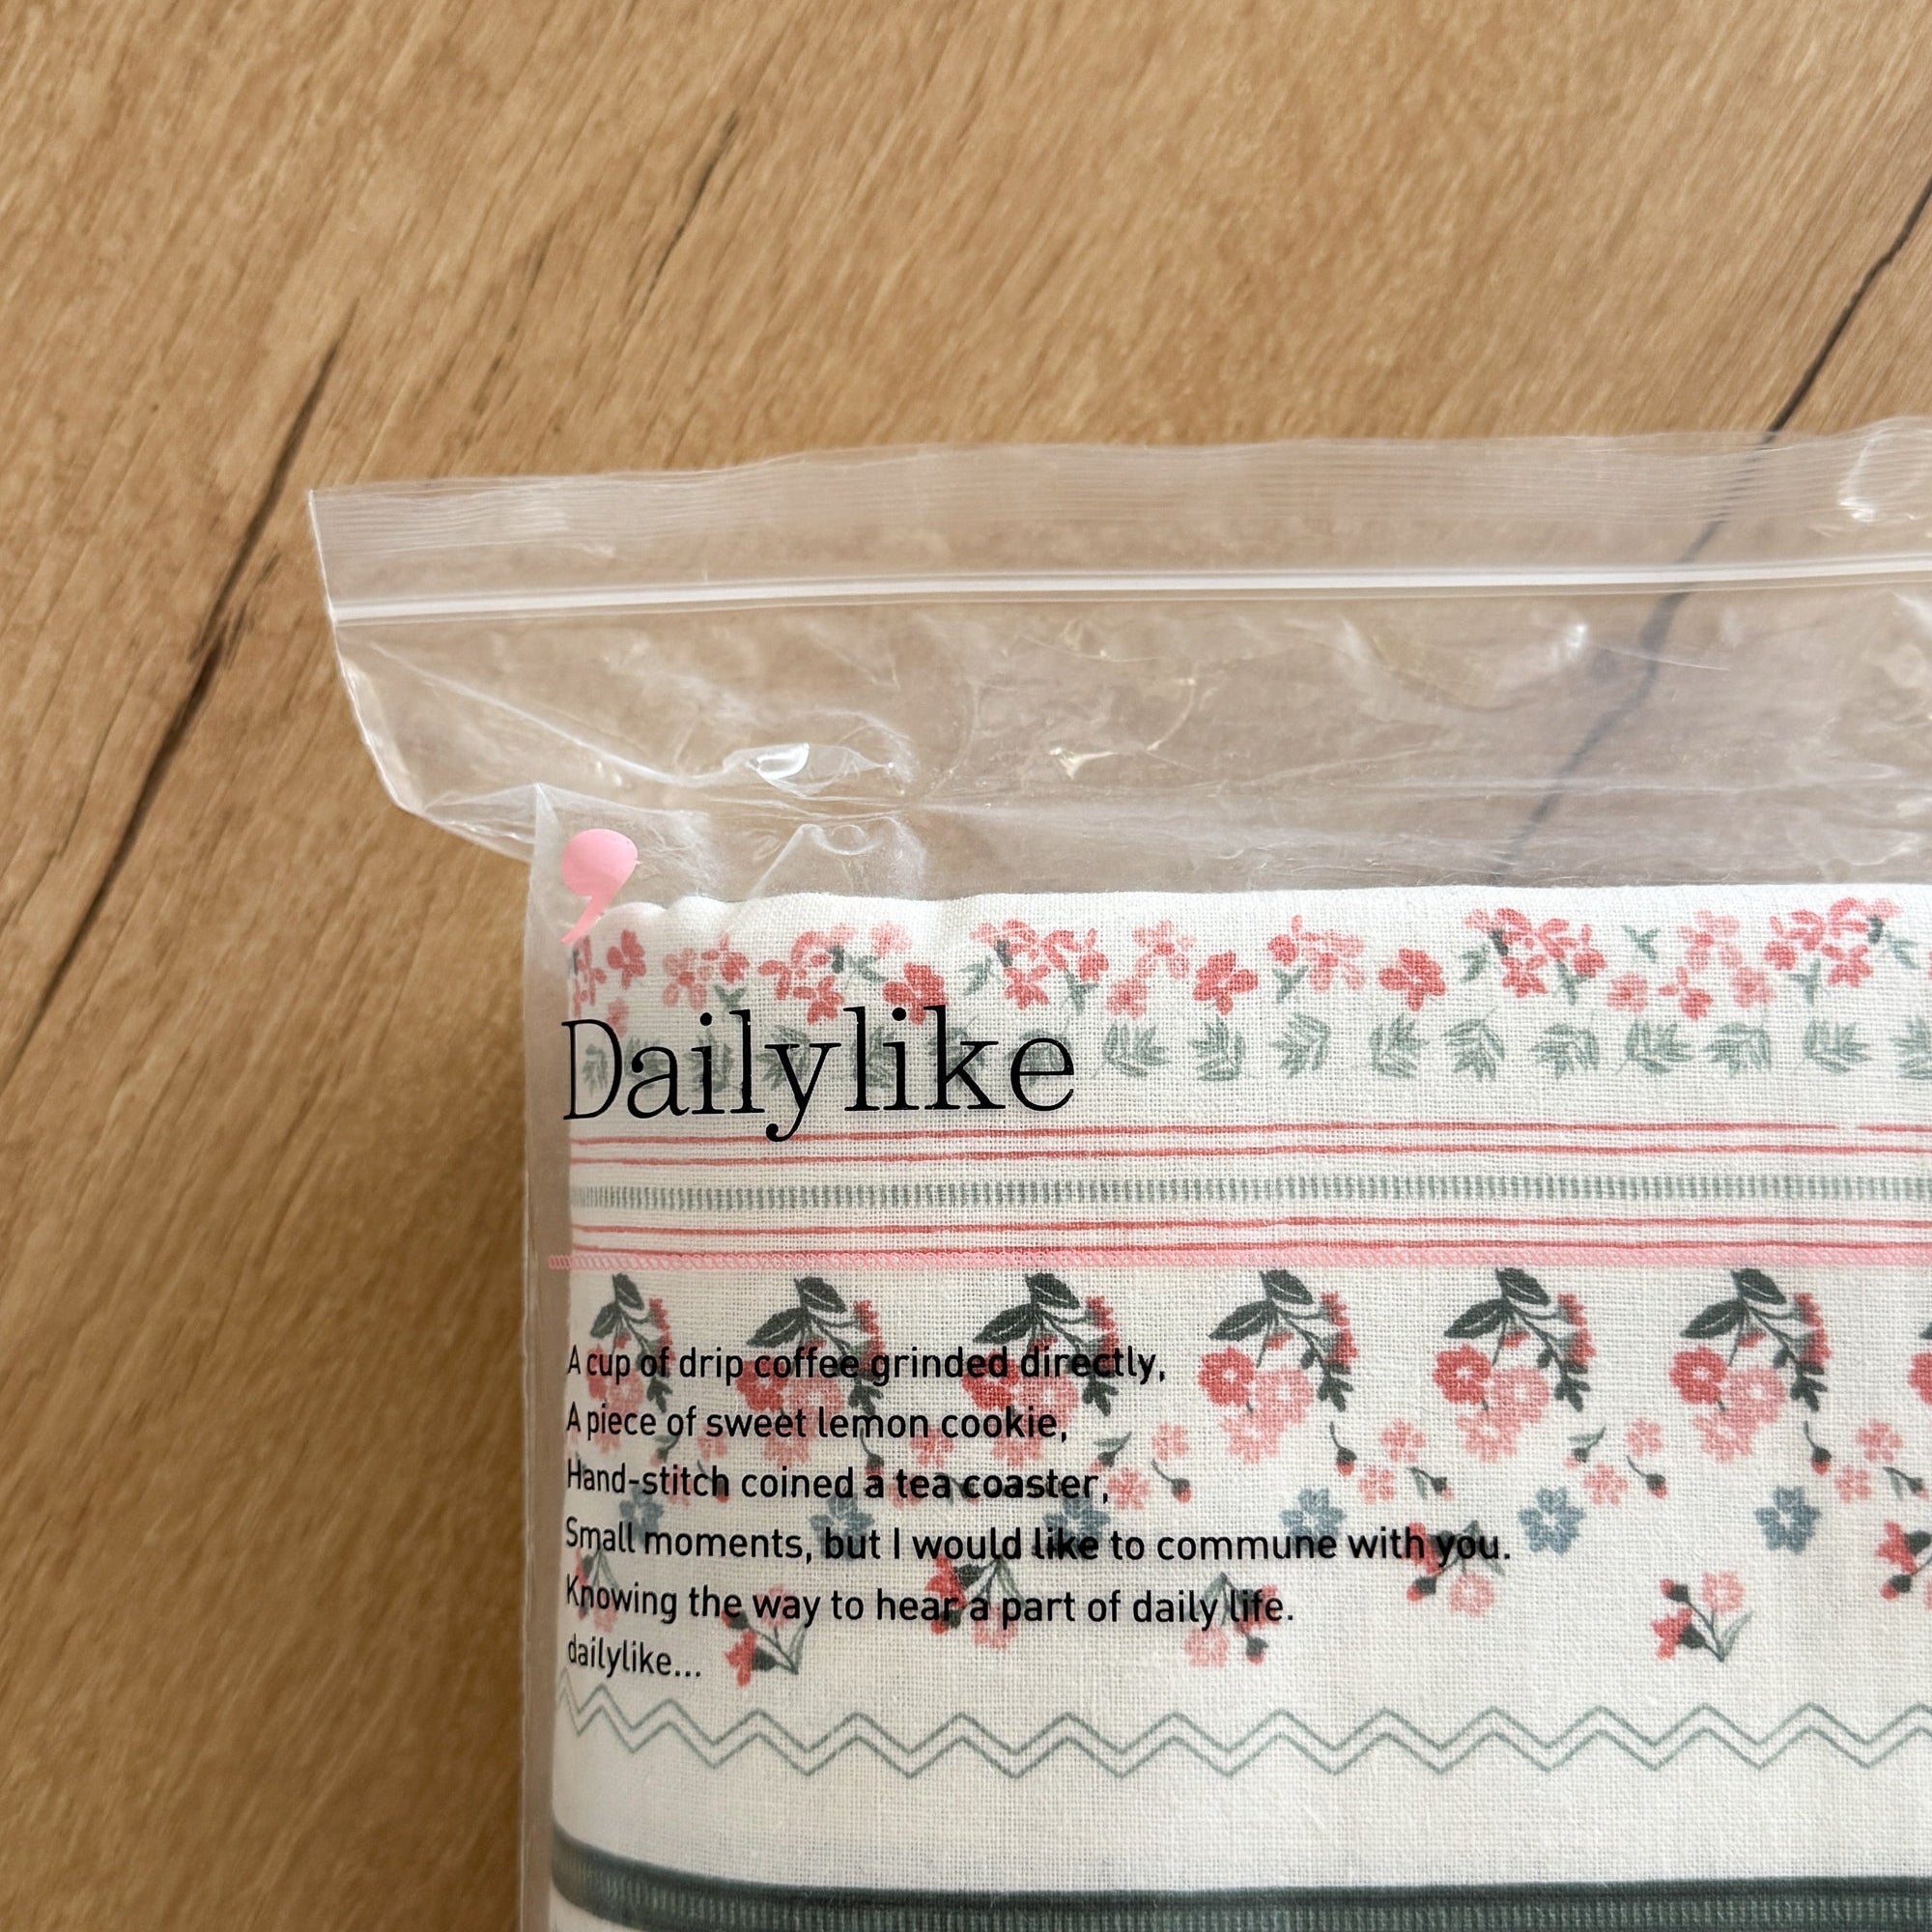 Dailylike
A cup of drip coffee grinded directly,
A piece of sweet lemon cookie,
Hand-stitch coined a tea coaster,
Small moments, but I would like to commune with you.
Knowing the way to hear a part of daily life.
dailylike...